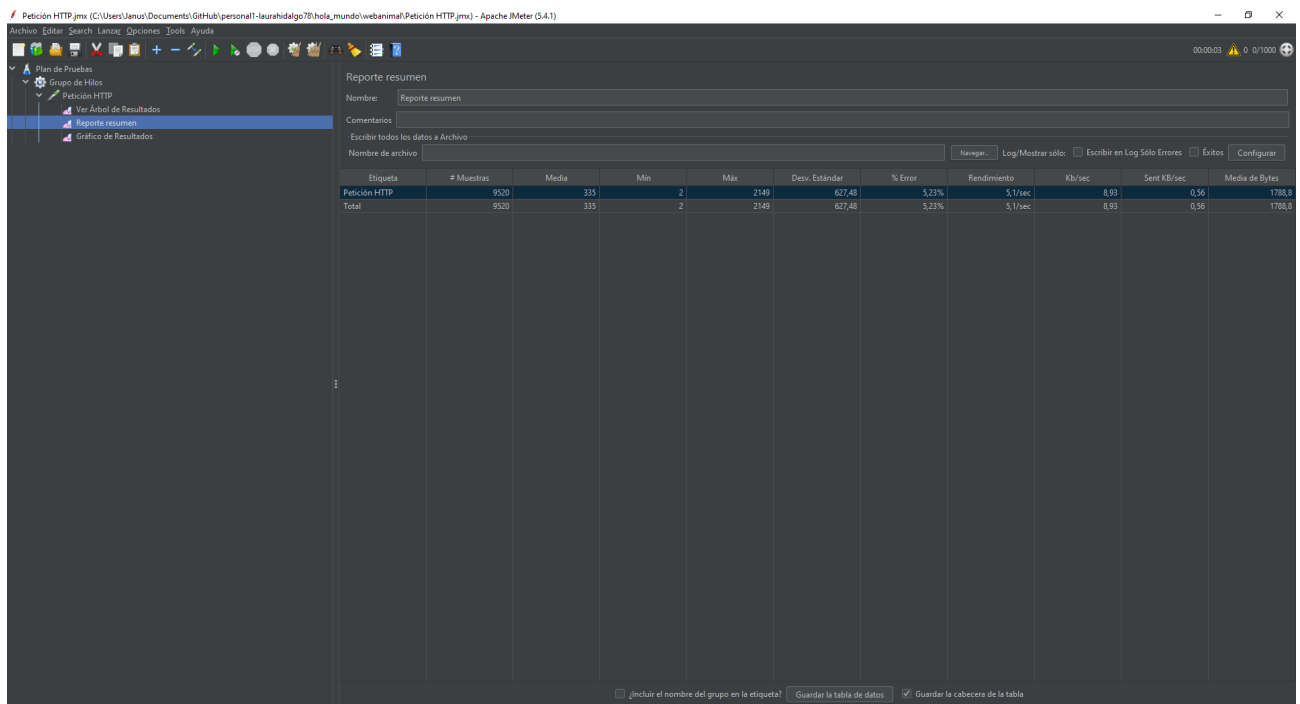 Petición HTTP.jmx (C:\Users\Janus\Documents\GitHub\personal1-laurahidalgo78\hola_mundo\webanimal\Petición HTTP.jmx) - Apache JMeter (5.4.1)
Archivo Editar Search Lanzar Opciones Tools Ayuda
00:00:03 0 0/1000
Plan de Pruebas
Grupo de Hilos
Petición HTTP
Ver Árbol de Resultados
Reporte resumen
Gráfico de Resultados
Reporte resumen
Nombre: Reporte resumen
Comentarios
Escribir todos los datos a Archivo
Nombre de archivo Navegar... Log/Mostrar sólo: Escribir en Log Sólo Errores Éxitos Configurar
Etiqueta # Muestras Media Mín Máx Desv. Estándar % Error Rendimiento Kb/sec Sent KB/sec Media de Bytes
Petición HTTP 9520 335 2 2149 627,48 5,23% 5,1/sec 8,93 0,56 1788,8
Total 9520 335 2 2149 627,48 5,23% 5,1/sec 8,93 0,56 1788,8
¿Incluir el nombre del grupo en la etiqueta? Guardar la tabla de datos Guardar la cabecera de la tabla